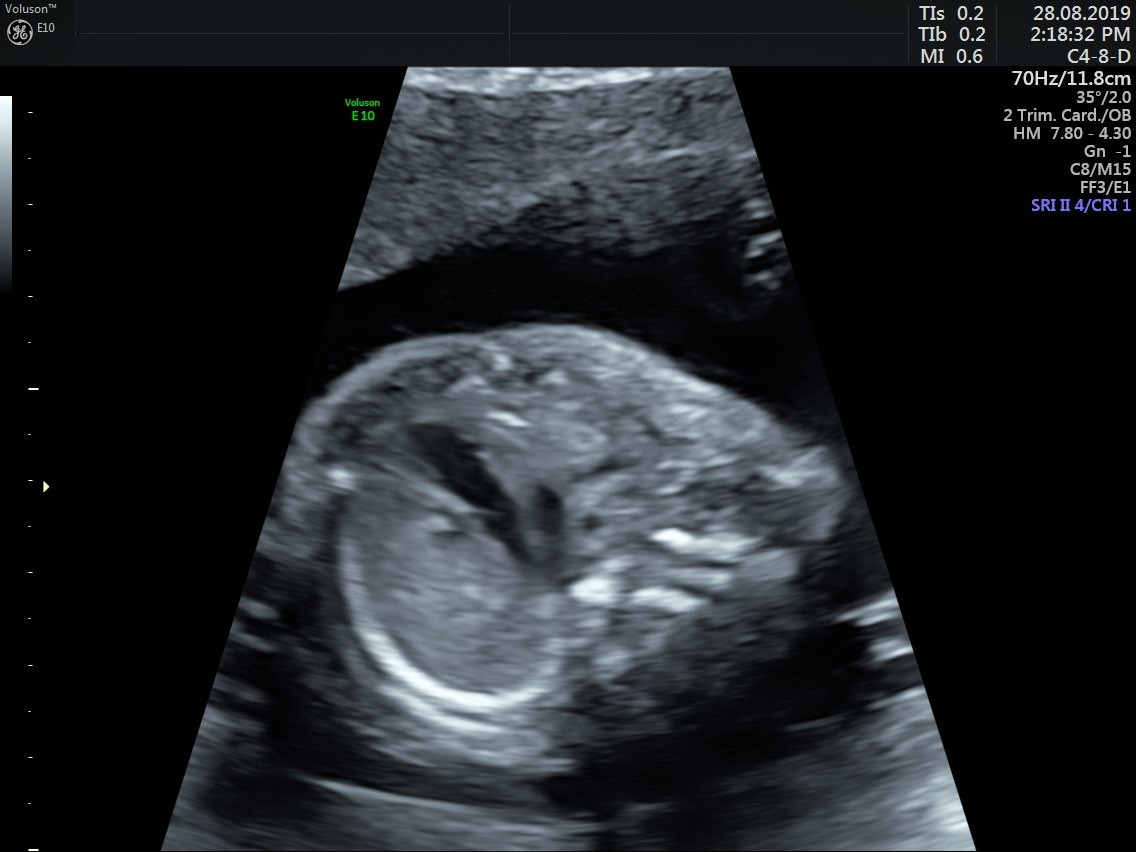 Voluson™
E10
TIs 0.2
TIb 0.2
MI 0.6
28.08.2019
2:18:32 PM
C4-8-D
70Hz/11.8cm
35°/2.0
2 Trim. Card./OB
HM 7.80 - 4.30
Gn -1
C8/M15
FF3/E1
SRI II 4/CRI 1
Voluson
E10